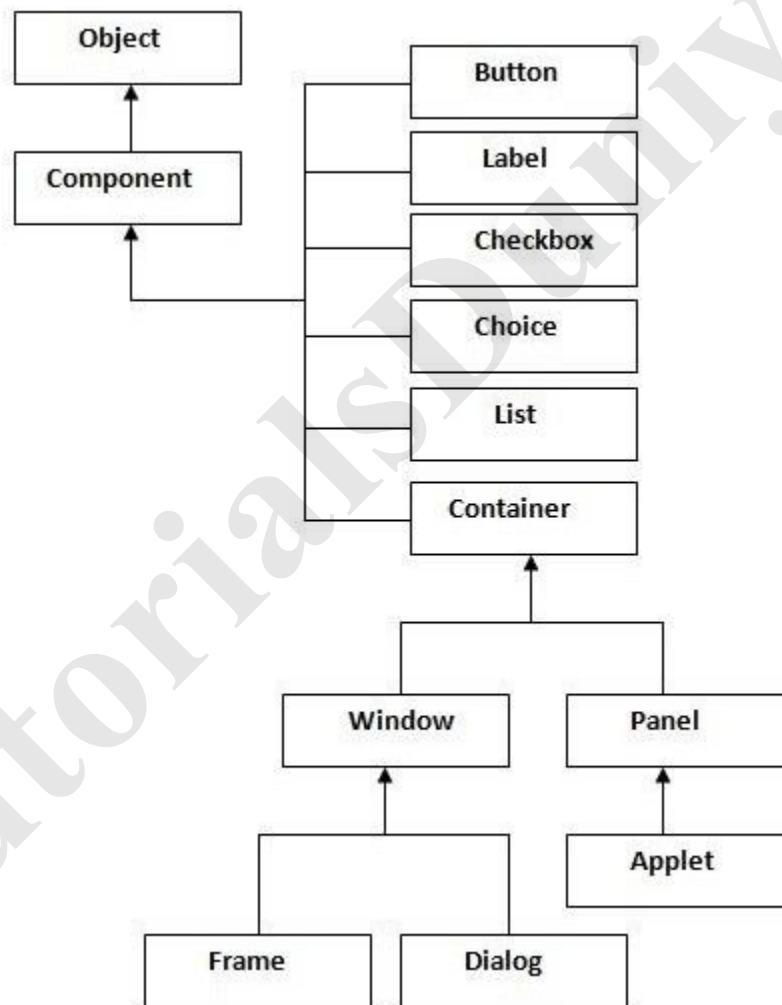 Object
Button
Component
Label
Checkbox
Choice
List
Container
Window
Panel
Applet
Frame
Dialog